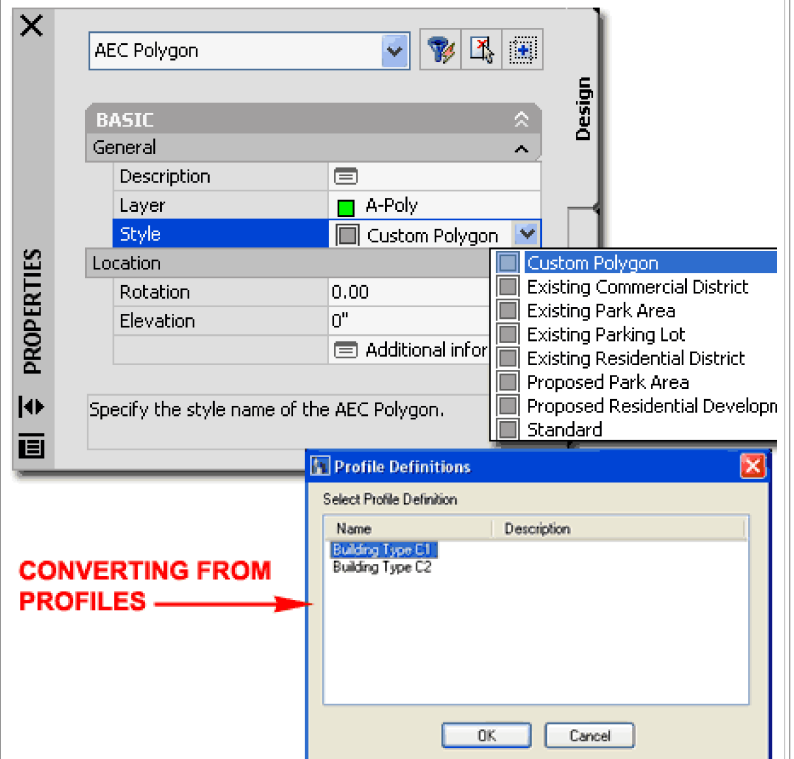 AEC Polygon
Design
BASIC
General
Description
Layer A-Poly
Style Custom Polygon
Location
Rotation 0.00
Elevation 0"
Additional infor
Custom Polygon
Existing Commercial District
Existing Park Area
Existing Parking Lot
Existing Residential District
Proposed Park Area
Proposed Residential Developm
Standard
PROPERTIES
Specify the style name of the AEC Polygon.
Profile Definitions
Select Profile Definition
Name Description
Building Type C1
Building Type C2
CONVERTING FROM
PROFILES
OK Cancel